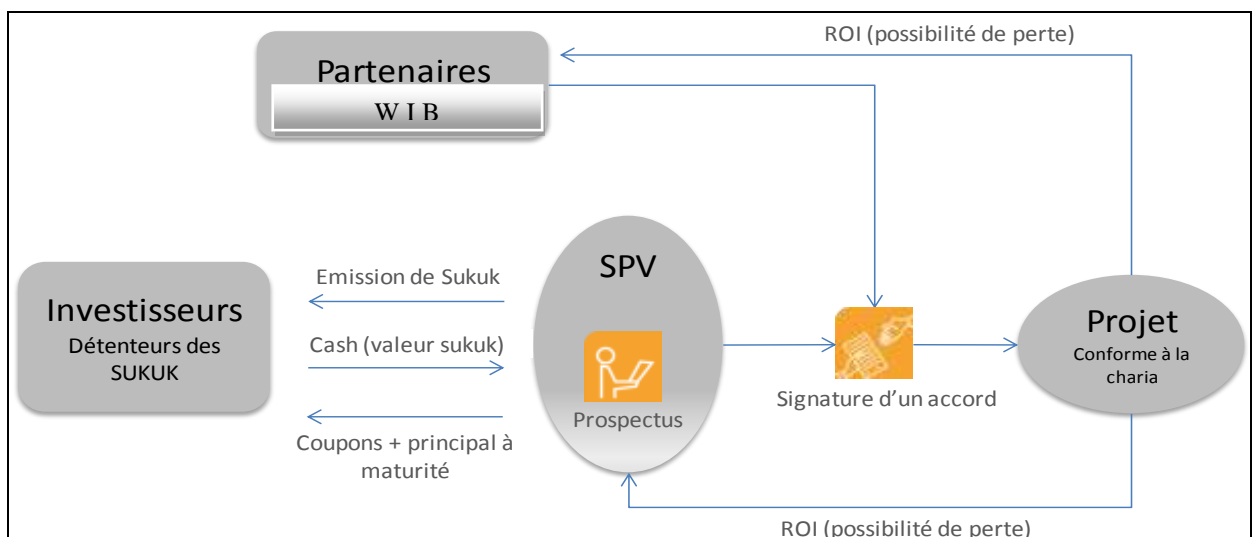 ROI (possibilité de perte)
Partenaires
W I B
Emission de Sukuk
SPV
Investisseurs
Détenteurs des
SUKUK
Cash (valeur sukuk)
Projet
Conforme à la
charia
Signature d'un accord
Prospectus
Coupons + principal à
maturité
ROI (possibilité de perte)